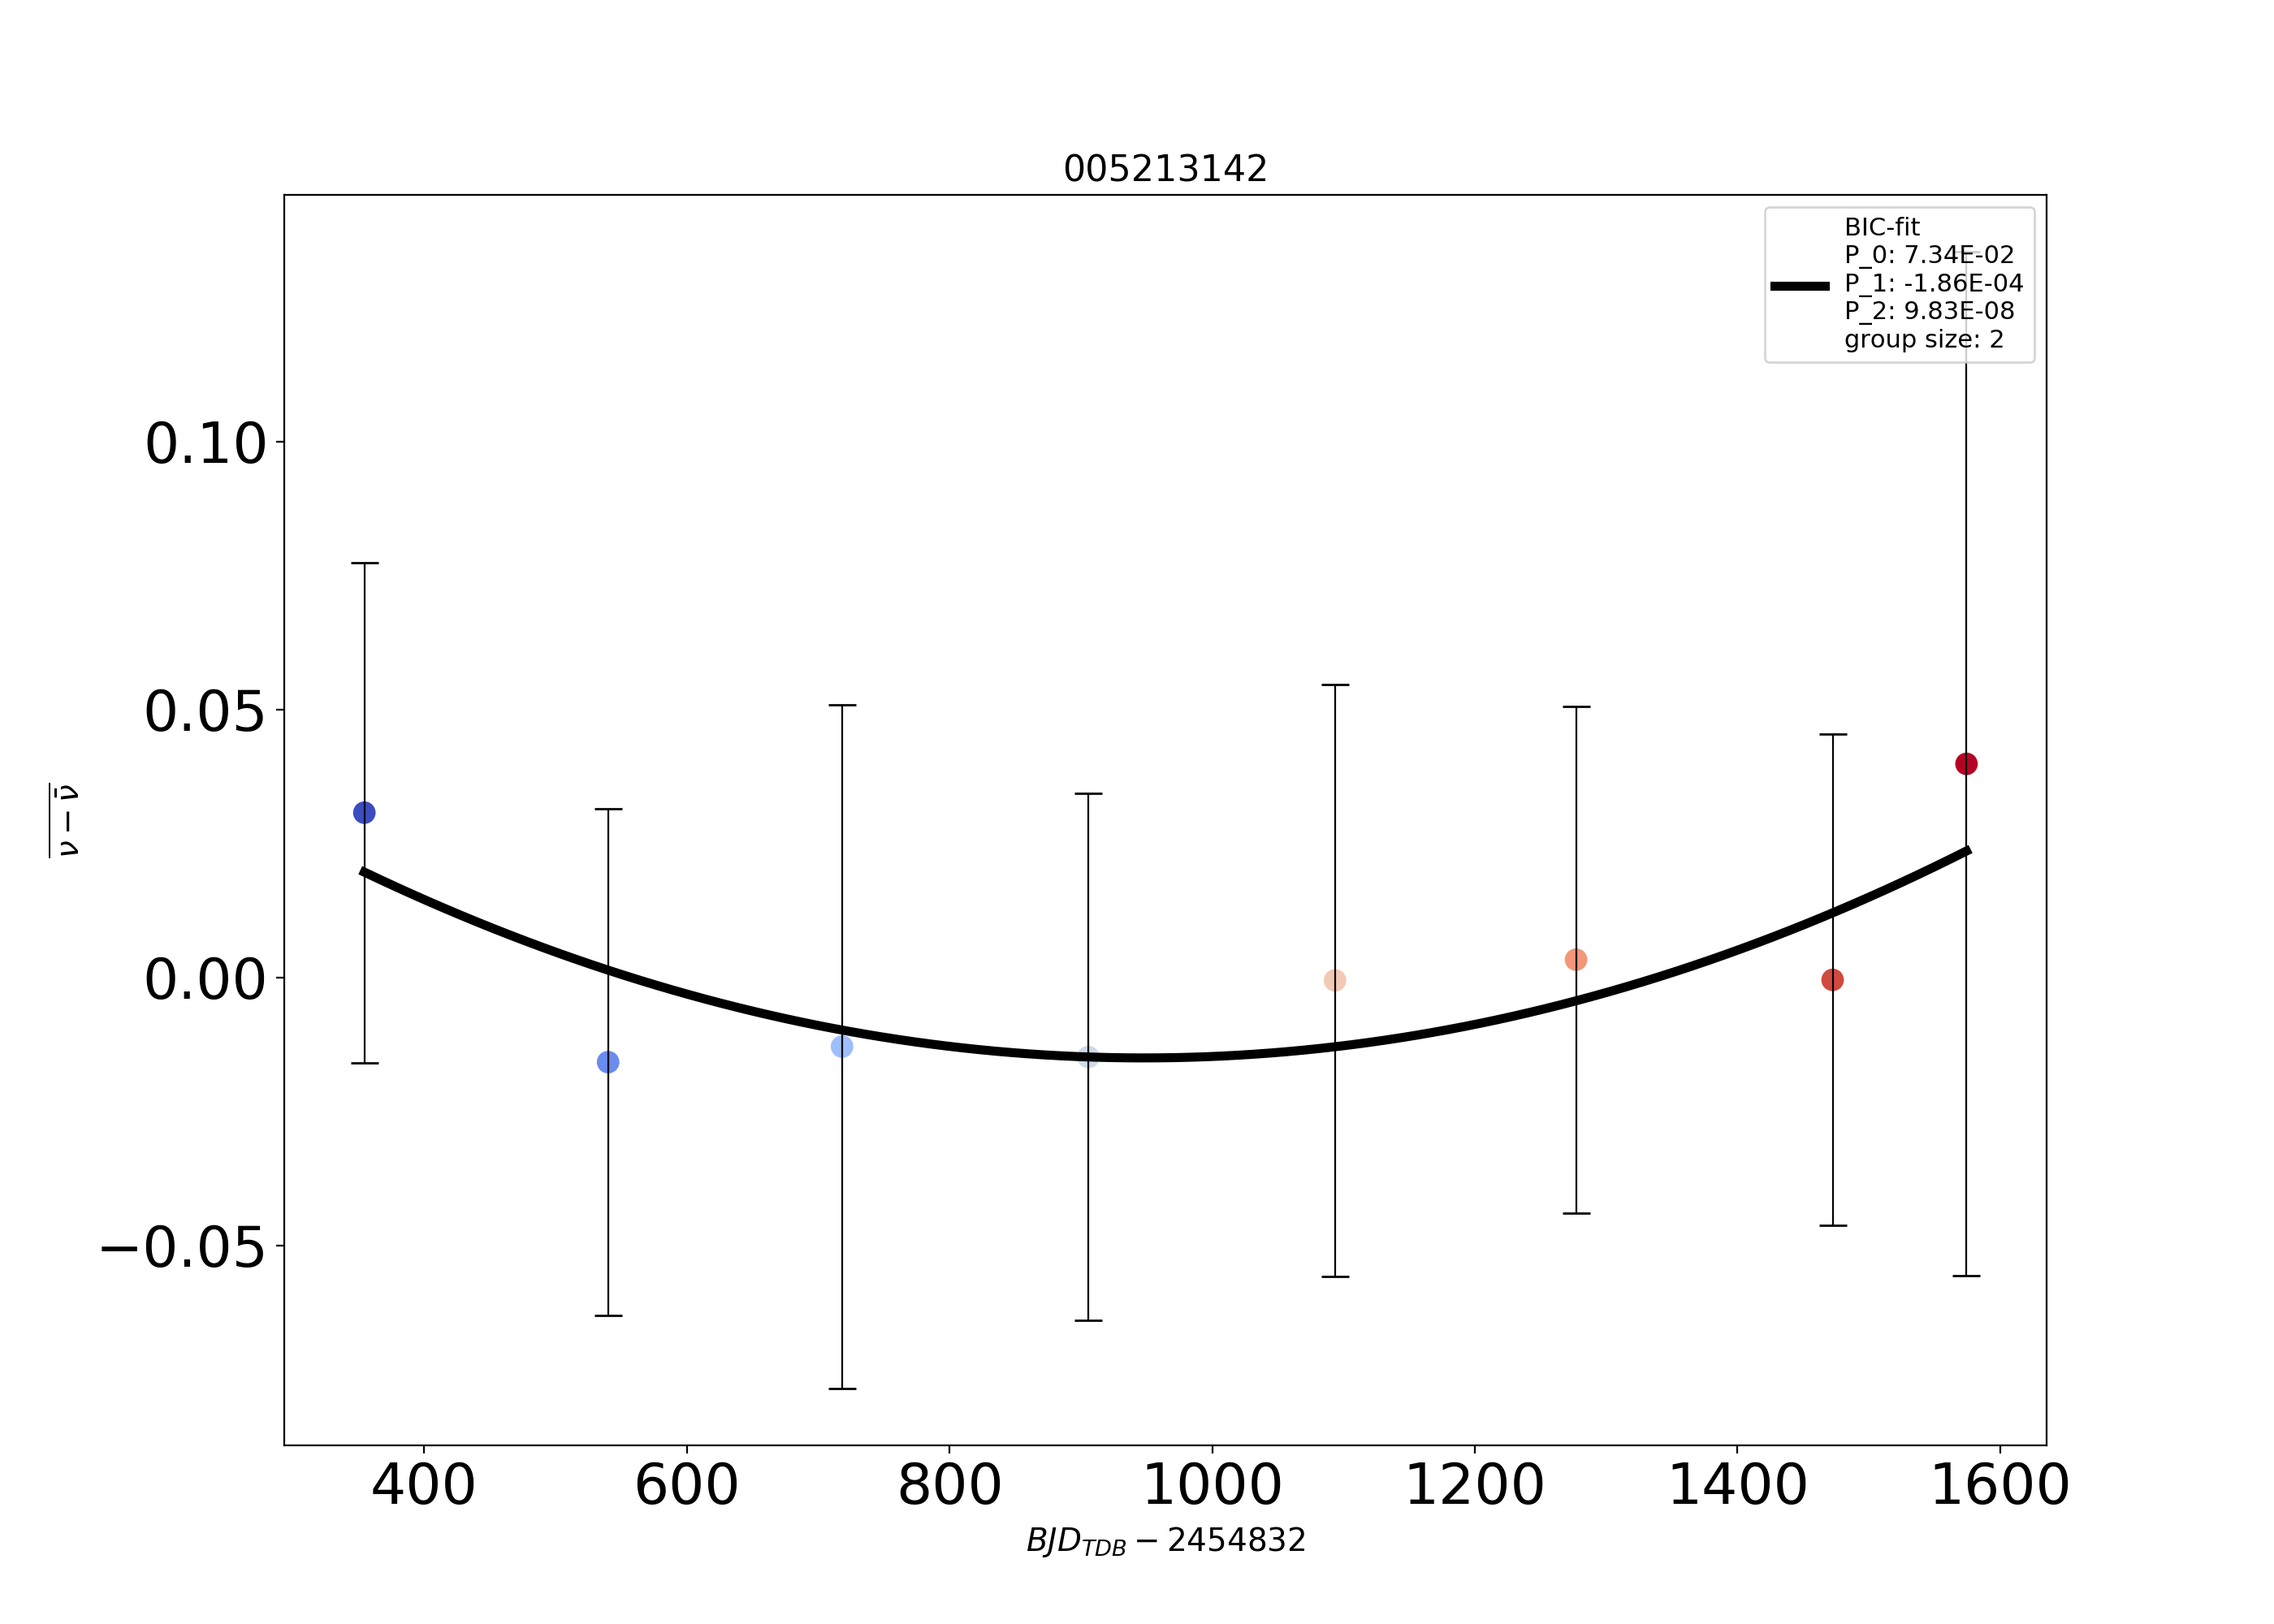 005213142
BIC-fit
P_0: 7.34E-02
P_1: -1.86E-04
P_2: 9.83E-08
group size: 2
0.10
0.05
0.00
−0.05
ν − ν̄
400 600 800 1000 1200 1400 1600
BJD_TDB − 2454832